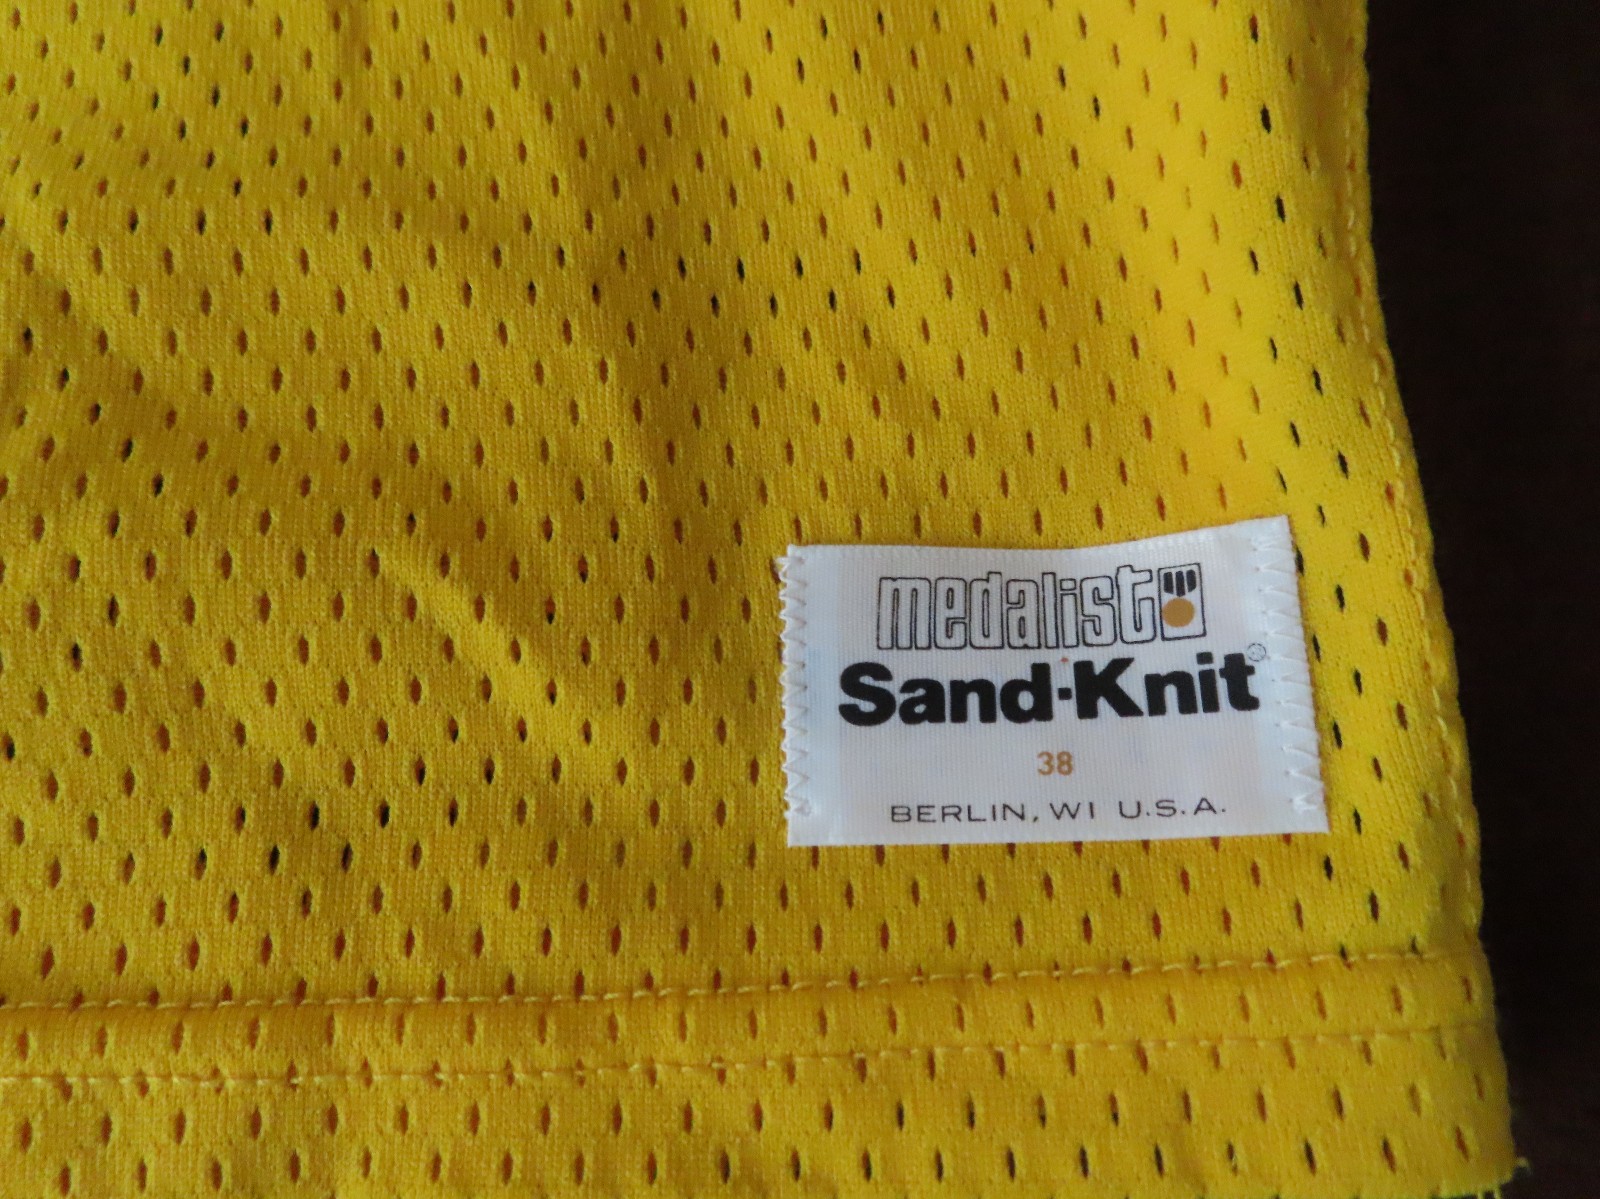 medalist
Sand-Knit®
38
BERLIN, WI U.S.A.